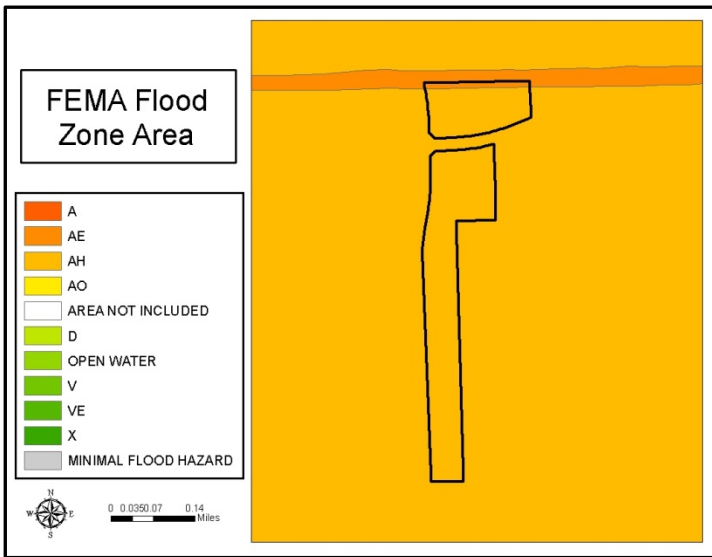 FEMA Flood
Zone Area
A
AE
AH
AO
AREA NOT INCLUDED
D
OPEN WATER
V
VE
X
MINIMAL FLOOD HAZARD
N
W E
S
0 0.0350.07 0.14
Miles